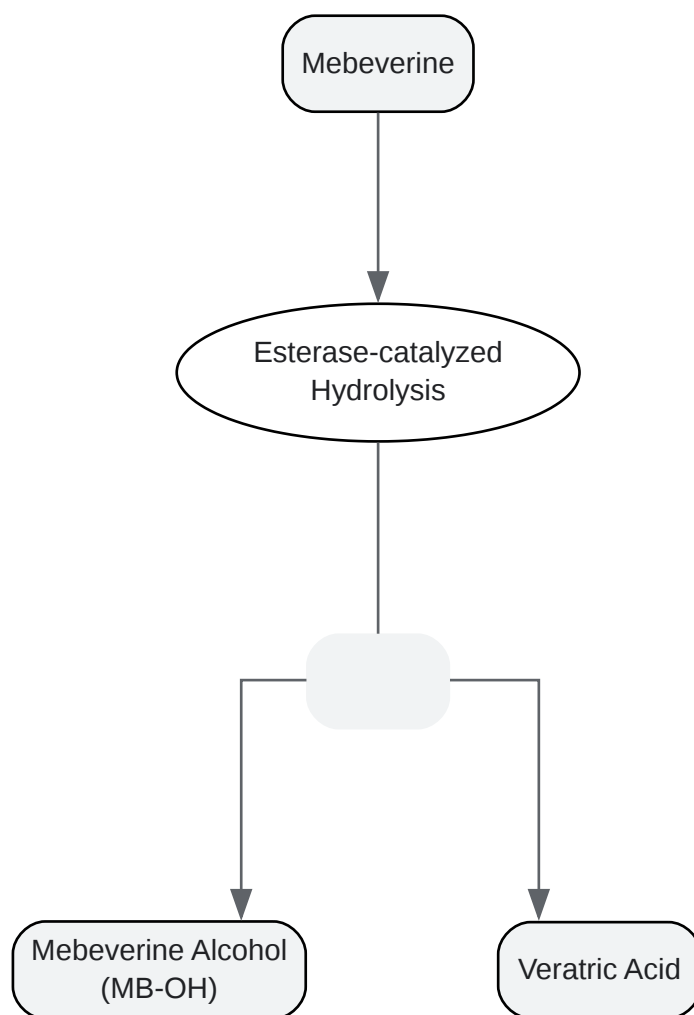 Mebeverine
Esterase-catalyzed
Hydrolysis
Mebeverine Alcohol
(MB-OH)
Veratric Acid